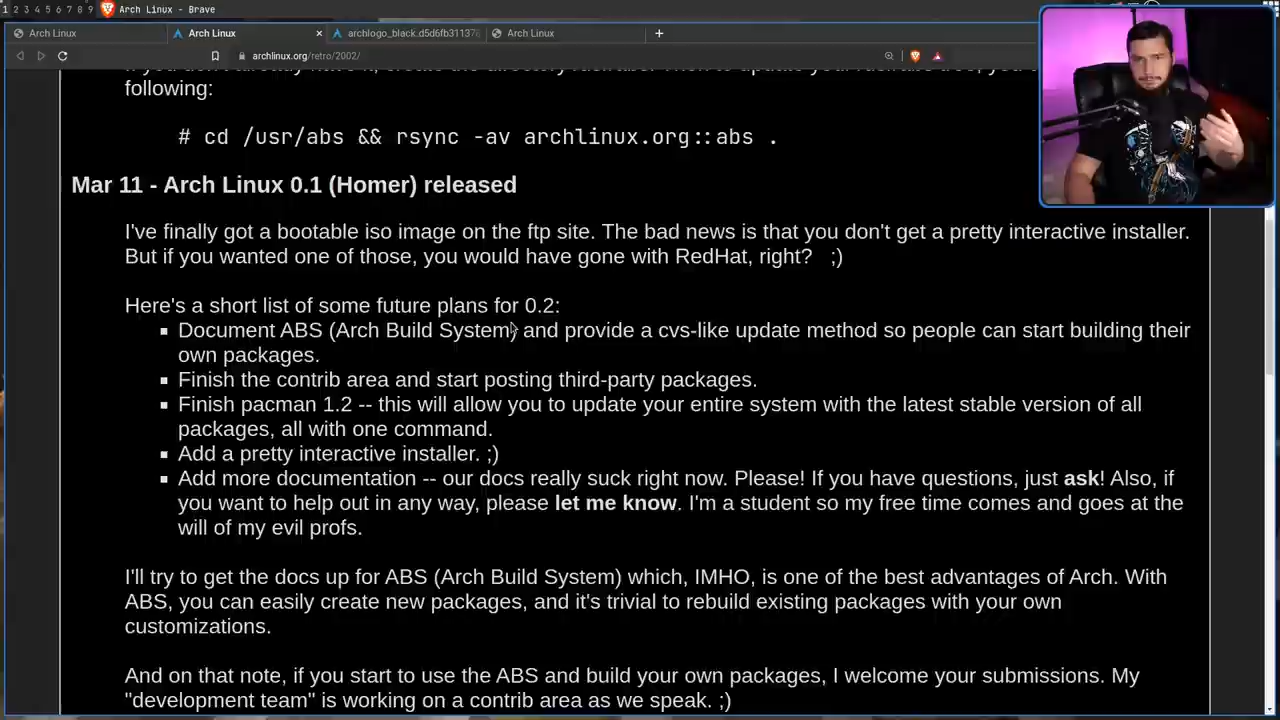 1 2 3 4 5 6 7 8 9 Arch Linux - Brave
Arch Linux
Arch Linux
archlogo_black.d5d6fb31137
Arch Linux
archlinux.org/retro/2002/
following:
# cd /usr/abs && rsync -av archlinux.org::abs .
Mar 11 - Arch Linux 0.1 (Homer) released
I've finally got a bootable iso image on the ftp site. The bad news is that you don't get a pretty interactive installer.
But if you wanted one of those, you would have gone with RedHat, right? ;)
Here's a short list of some future plans for 0.2:
Document ABS (Arch Build System) and provide a cvs-like update method so people can start building their
own packages.
Finish the contrib area and start posting third-party packages.
Finish pacman 1.2 -- this will allow you to update your entire system with the latest stable version of all
packages, all with one command.
Add a pretty interactive installer. ;)
Add more documentation -- our docs really suck right now. Please! If you have questions, just ask! Also, if
you want to help out in any way, please let me know. I'm a student so my free time comes and goes at the
will of my evil profs.
I'll try to get the docs up for ABS (Arch Build System) which, IMHO, is one of the best advantages of Arch. With
ABS, you can easily create new packages, and it's trivial to rebuild existing packages with your own
customizations.
And on that note, if you start to use the ABS and build your own packages, I welcome your submissions. My
"development team" is working on a contrib area as we speak. ;)